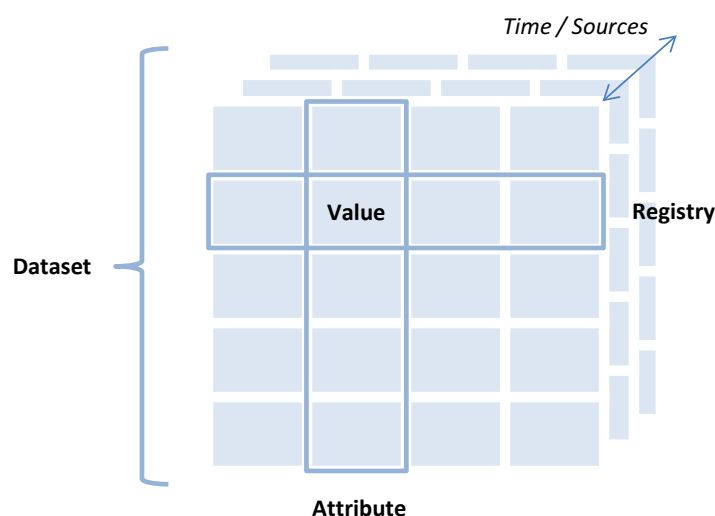 Time / Sources
Value
Registry
Dataset
Attribute